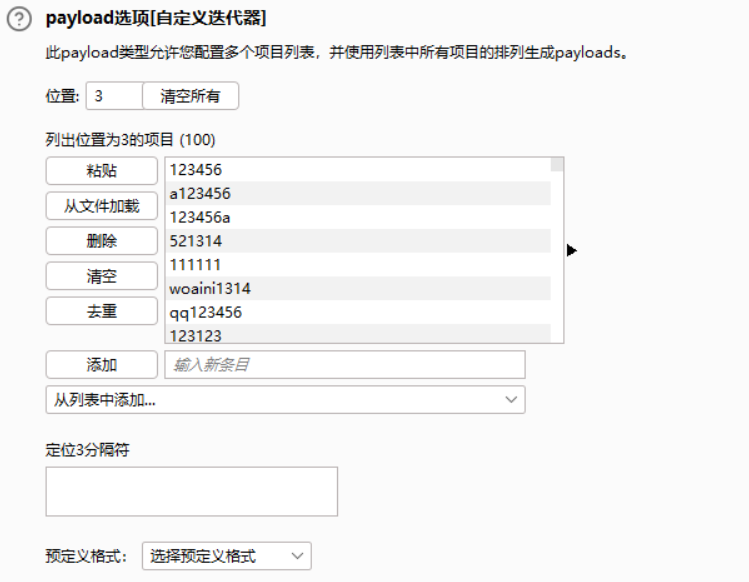 payload选项[自定义迭代器]
此payload类型允许您配置多个项目列表，并使用列表中所有项目的排列生成payloads。
位置: 3 清空所有
列出位置为3的项目 (100)
粘贴 123456
a123456
从文件加载 123456a
删除 521314
111111
清空 woaini1314
去重 qq123456
123123
添加 输入新条目
从列表中添加...
定位3分隔符
预定义格式: 选择预定义格式